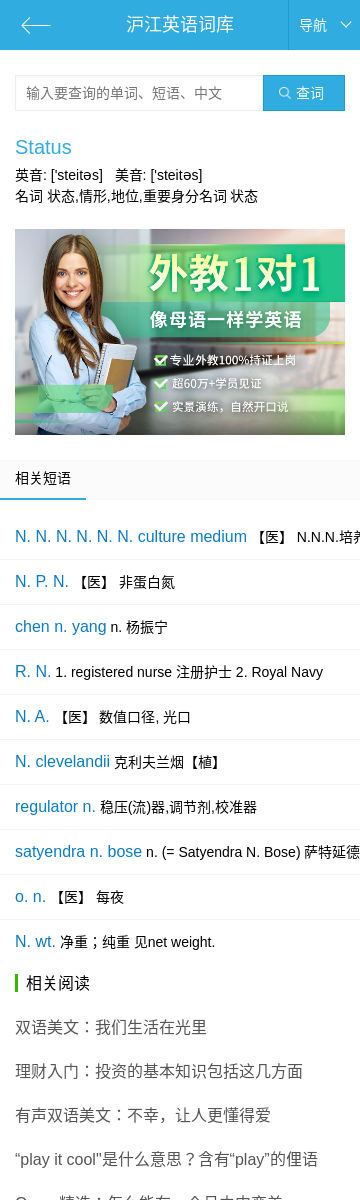 沪江英语词库
导航
输入要查询的单词、短语、中文
查词
Status
英音: ['steitəs] 美音: ['steitəs]
名词 状态,情形,地位,重要身分名词 状态
外教1对1
像母语一样学英语
专业外教100%持证上岗
超60万+学员见证
实景演练，自然开口说
相关短语
N. N. N. N. N. N. culture medium 【医】 N.N.N.培养
N. P. N. 【医】 非蛋白氮
chen n. yang n. 杨振宁
R. N. 1. registered nurse 注册护士 2. Royal Navy
N. A. 【医】 数值口径, 光口
N. clevelandii 克利夫兰烟【植】
regulator n. 稳压(流)器,调节剂,校准器
satyendra n. bose n. (= Satyendra N. Bose) 萨特延德
o. n. 【医】 每夜
N. wt. 净重；纯重 见net weight.
相关阅读
双语美文：我们生活在光里
理财入门：投资的基本知识包括这几方面
有声双语美文：不幸，让人更懂得爱
“play it cool"是什么意思？含有“play”的俚语